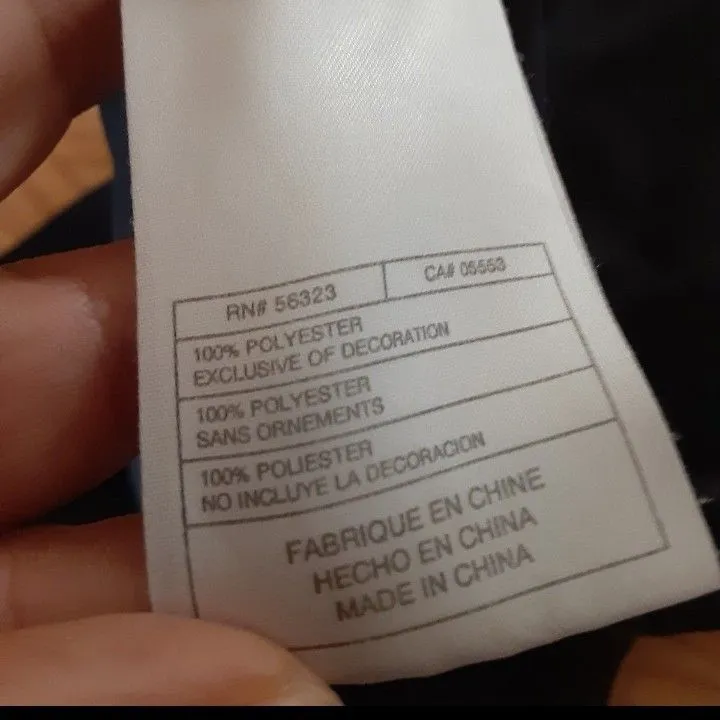 RN# 56323
CA# 05553
100% POLYESTER
EXCLUSIVE OF DECORATION
100% POLYESTER
SANS ORNEMENTS
100% POLIESTER
NO INCLUYE LA DECORACION
FABRIQUE EN CHINE
HECHO EN CHINA
MADE IN CHINA